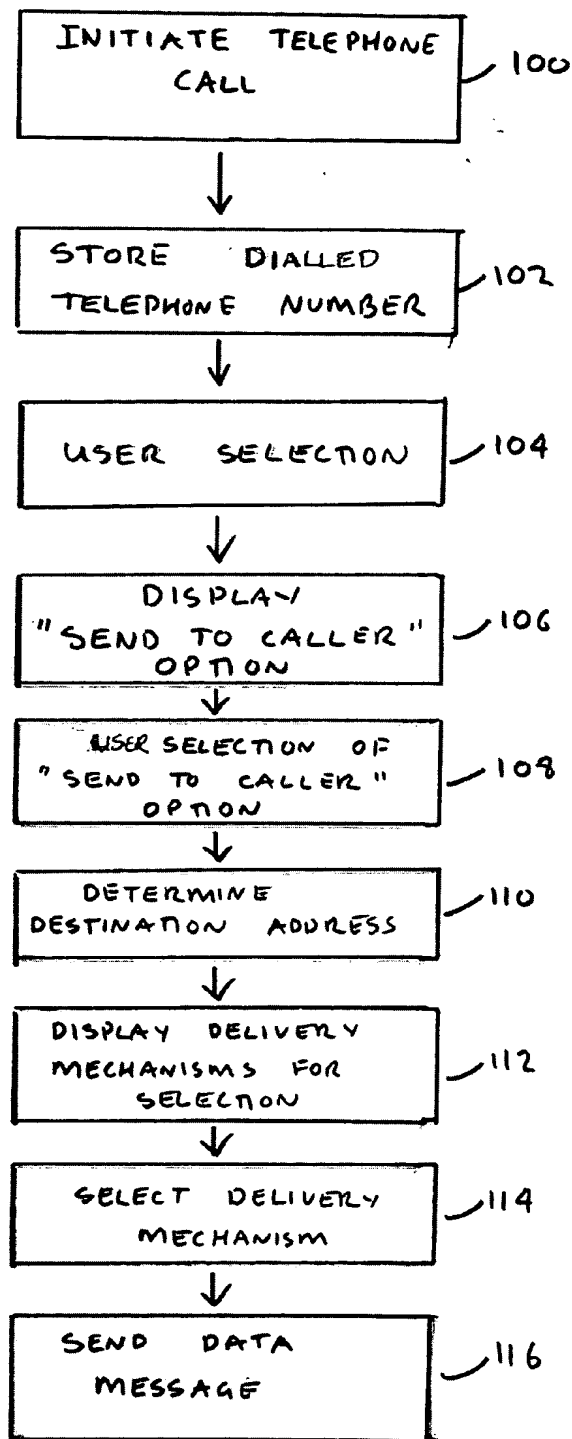 INITIATE TELEPHONE
CALL
100
STORE DIALLED
TELEPHONE NUMBER
102
USER SELECTION
104
DISPLAY
"SEND TO CALLER"
OPTION
106
USER SELECTION OF
"SEND TO CALLER"
OPTION
108
DETERMINE
DESTINATION ADDRESS
110
DISPLAY DELIVERY
MECHANISMS FOR
SELECTION
112
SELECT DELIVERY
MECHANISM
114
SEND DATA
MESSAGE
116